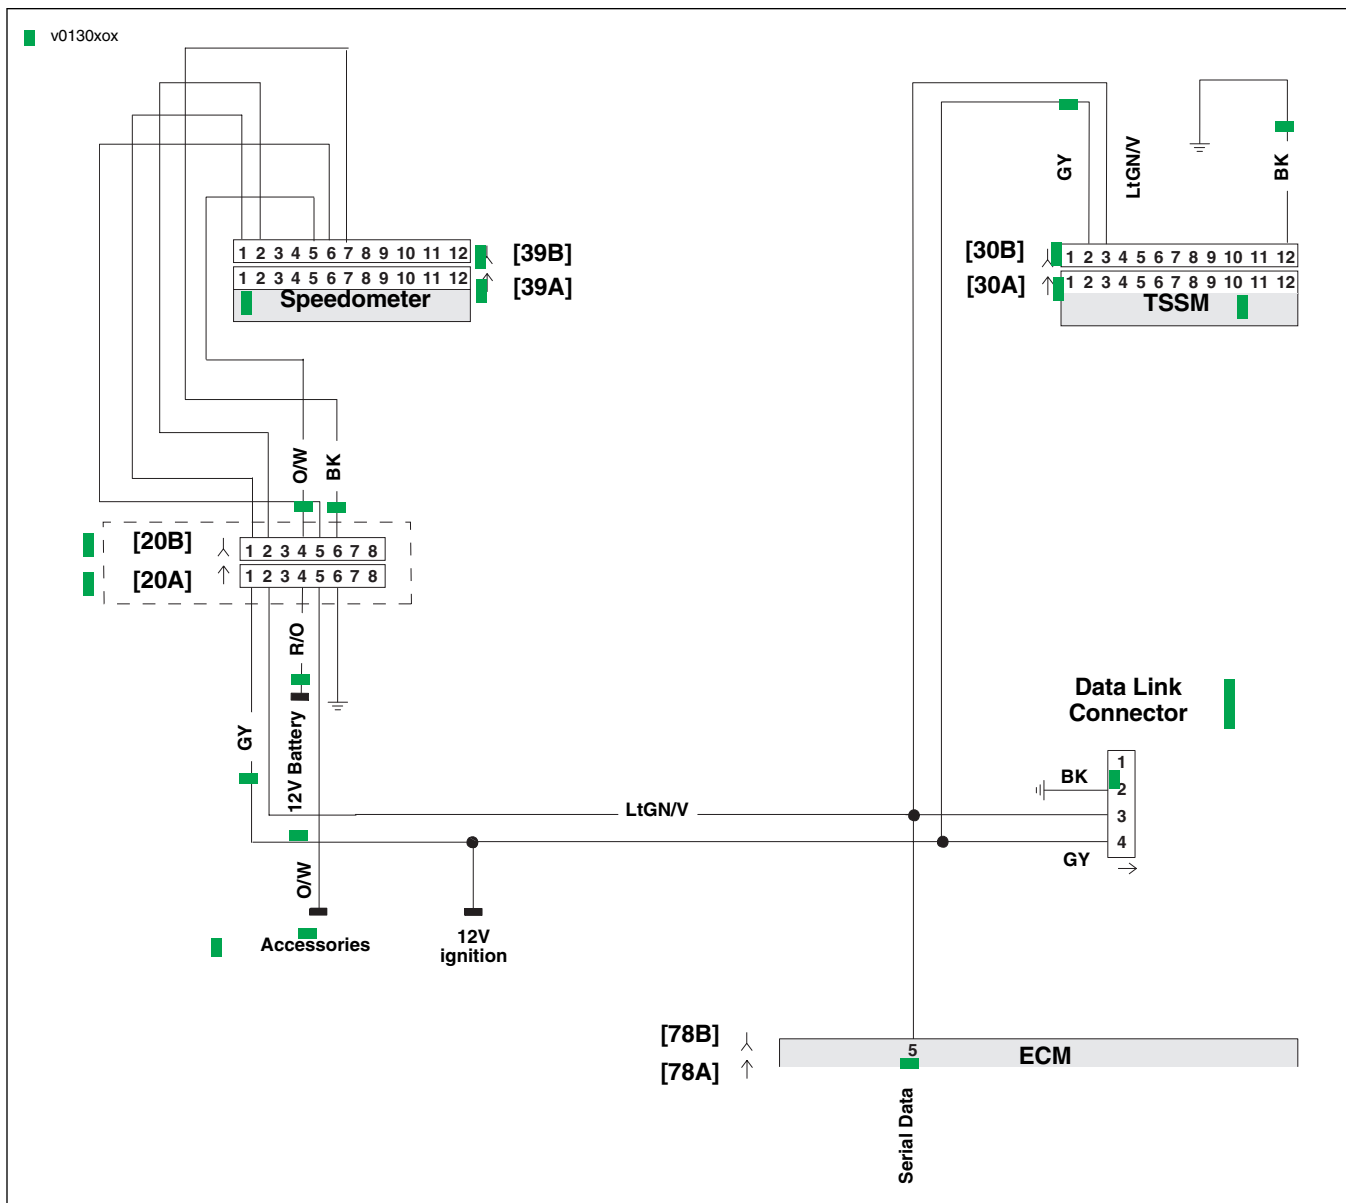 v0130xox
1 2 3 4 5 6 7 8 9 10 11 12
[39B]
1 2 3 4 5 6 7 8 9 10 11 12
[39A]
Speedometer
GY
LtGN/V
BK
[30B]
1 2 3 4 5 6 7 8 9 10 11 12
[30A]
1 2 3 4 5 6 7 8 9 10 11 12
TSSM
O/W
BK
[20B]
1 2 3 4 5 6 7 8
[20A]
1 2 3 4 5 6 7 8
R/O
GY
12V Battery
O/W
Accessories
12V
ignition
LtGN/V
Data Link
Connector
1
BK
2
3
4
GY
[78B]
[78A]
5
ECM
Serial Data